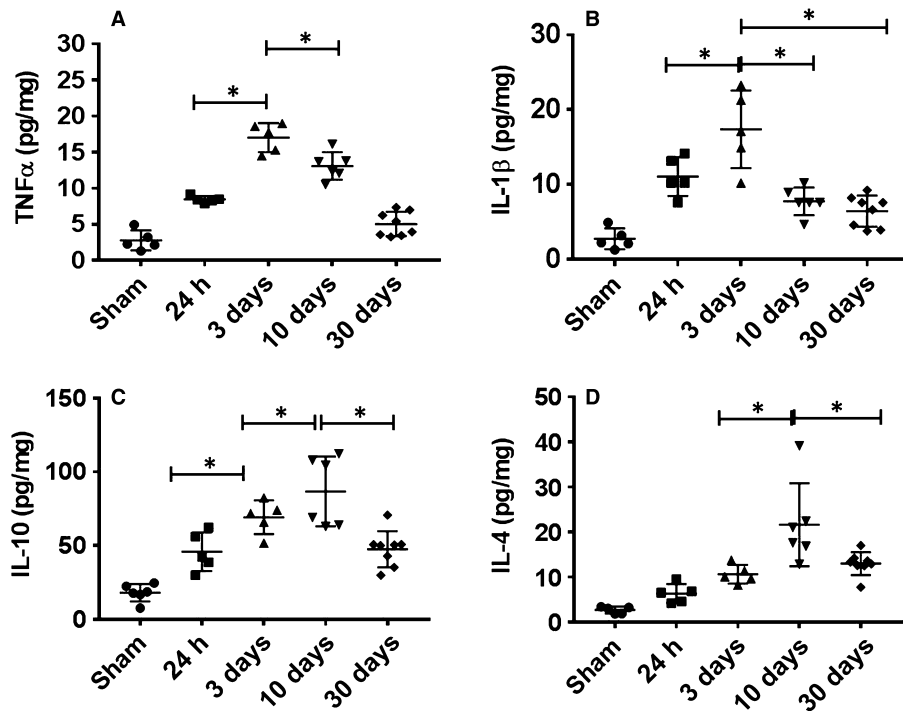 A
TNFα (pg/mg)
30
25
20
15
10
5
0
*
*
Sham
24 h
3 days
10 days
30 days
B
IL-1β (pg/mg)
30
20
10
0
*
*
*
Sham
24 h
3 days
10 days
30 days
C
IL-10 (pg/mg)
150
100
50
0
*
*
*
Sham
24 h
3 days
10 days
30 days
D
IL-4 (pg/mg)
50
40
30
20
10
0
*
*
Sham
24 h
3 days
10 days
30 days